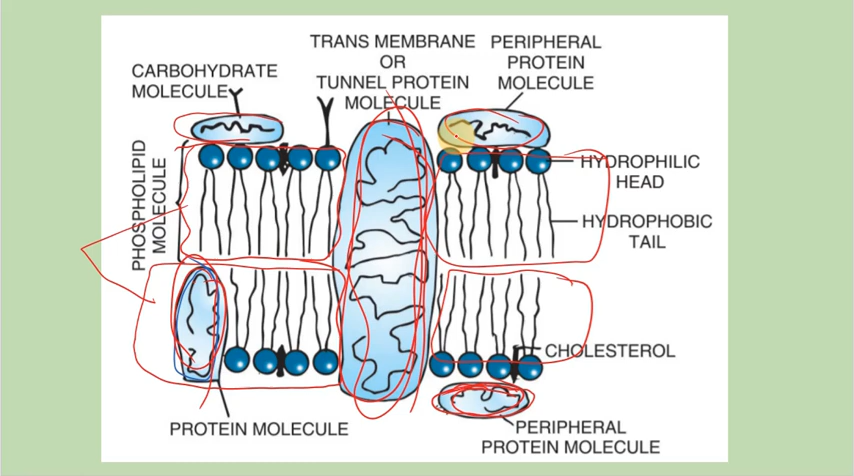 TRANS MEMBRANE
OR
TUNNEL PROTEIN
MOLECULE
PERIPHERAL
PROTEIN
MOLECULE
CARBOHYDRATE
MOLECULE
PHOSPHOLIPID
MOLECULE
HYDROPHILIC
HEAD
HYDROPHOBIC
TAIL
CHOLESTEROL
PROTEIN MOLECULE
PERIPHERAL
PROTEIN MOLECULE